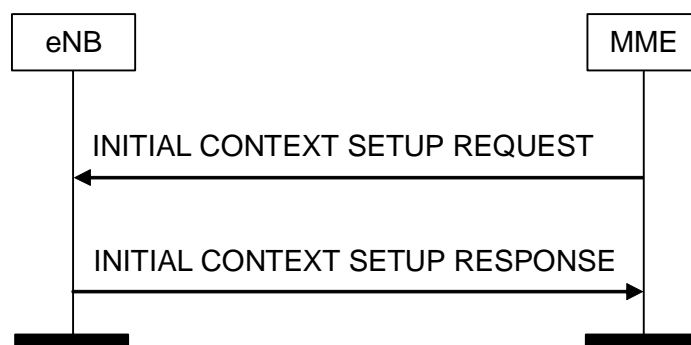 eNB
MME
INITIAL CONTEXT SETUP REQUEST
INITIAL CONTEXT SETUP RESPONSE